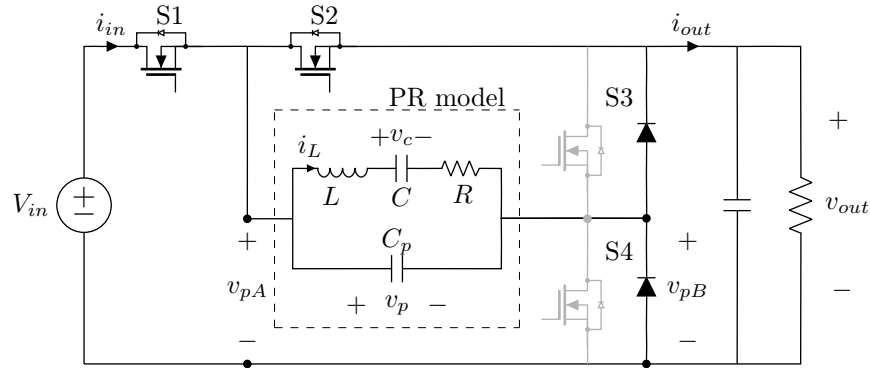 S1
S2
i_in
i_out
PR model
S3
+v_c−
+
i_L
V_in
L
C
R
v_out
+
C_p
S4
+
v_pA
v_pB
+
v_p
−
−
−
−